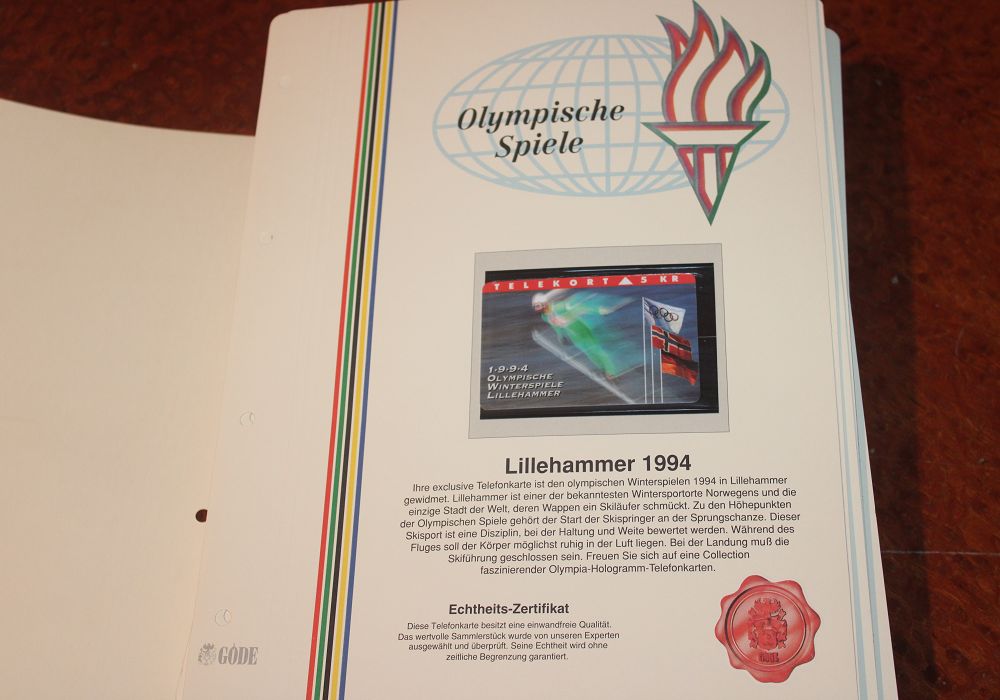 Olympische
Spiele
TELEKORT 5 KR
1·9·9·4
OLYMPISCHE
WINTERSPIELE
LILLEHAMMER
Lillehammer 1994
Ihre exclusive Telefonkarte ist den olympischen Winterspielen 1994 in Lillehammer
gewidmet. Lillehammer ist einer der bekanntesten Wintersportorte Norwegens und die
einzige Stadt der Welt, deren Wappen ein Skiläufer schmückt. Zu den Höhepunkten
der Olympischen Spiele gehört der Start der Skispringer an der Sprungschanze. Dieser
Skisport ist eine Disziplin, bei der Haltung und Weite bewertet werden. Während des
Fluges soll der Körper möglichst ruhig in der Luft liegen. Bei der Landung muß die
Skiführung geschlossen sein. Freuen Sie sich auf eine Collection
faszinierender Olympia-Hologramm-Telefonkarten.
Echtheits-Zertifikat
Diese Telefonkarte besitzt eine einwandfreie Qualität.
Das wertvolle Sammlerstück wurde von unseren Experten
ausgewählt und überprüft. Seine Echtheit wird ohne
zeitliche Begrenzung garantiert.
GÖDE